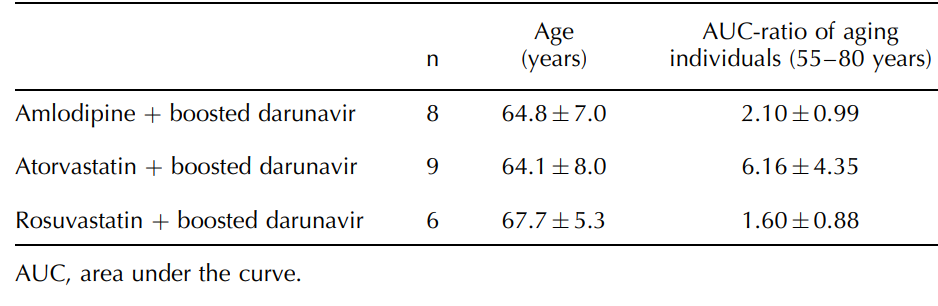 Age AUC-ratio of aging
n (years) individuals (55–80 years)
Amlodipine + boosted darunavir 8 64.8±7.0 2.10±0.99
Atorvastatin + boosted darunavir 9 64.1±8.0 6.16±4.35
Rosuvastatin + boosted darunavir 6 67.7±5.3 1.60±0.88
AUC, area under the curve.